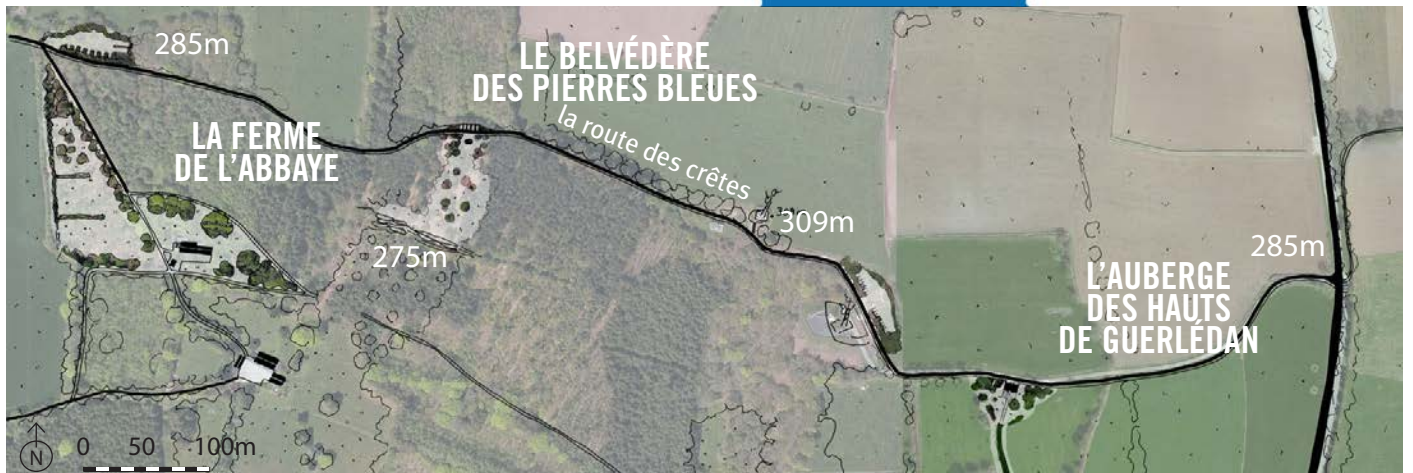 285m
LE BELVÉDÈRE
DES PIERRES BLEUES
la route des crêtes
LA FERME
DE L'ABBAYE
309m
275m
285m
L'AUBERGE
DES HAUTS
DE GUERLÉDAN
N
0 50 100m